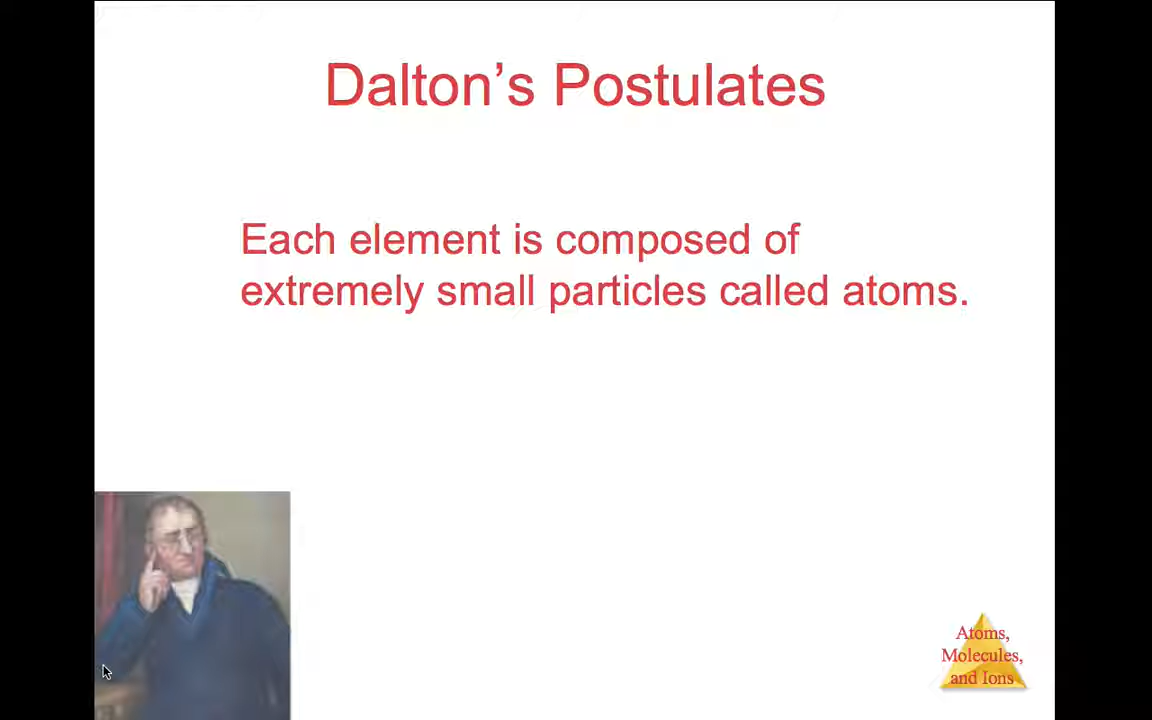 Dalton’s Postulates
Each element is composed of
extremely small particles called atoms.
Atoms,
Molecules,
and Ions